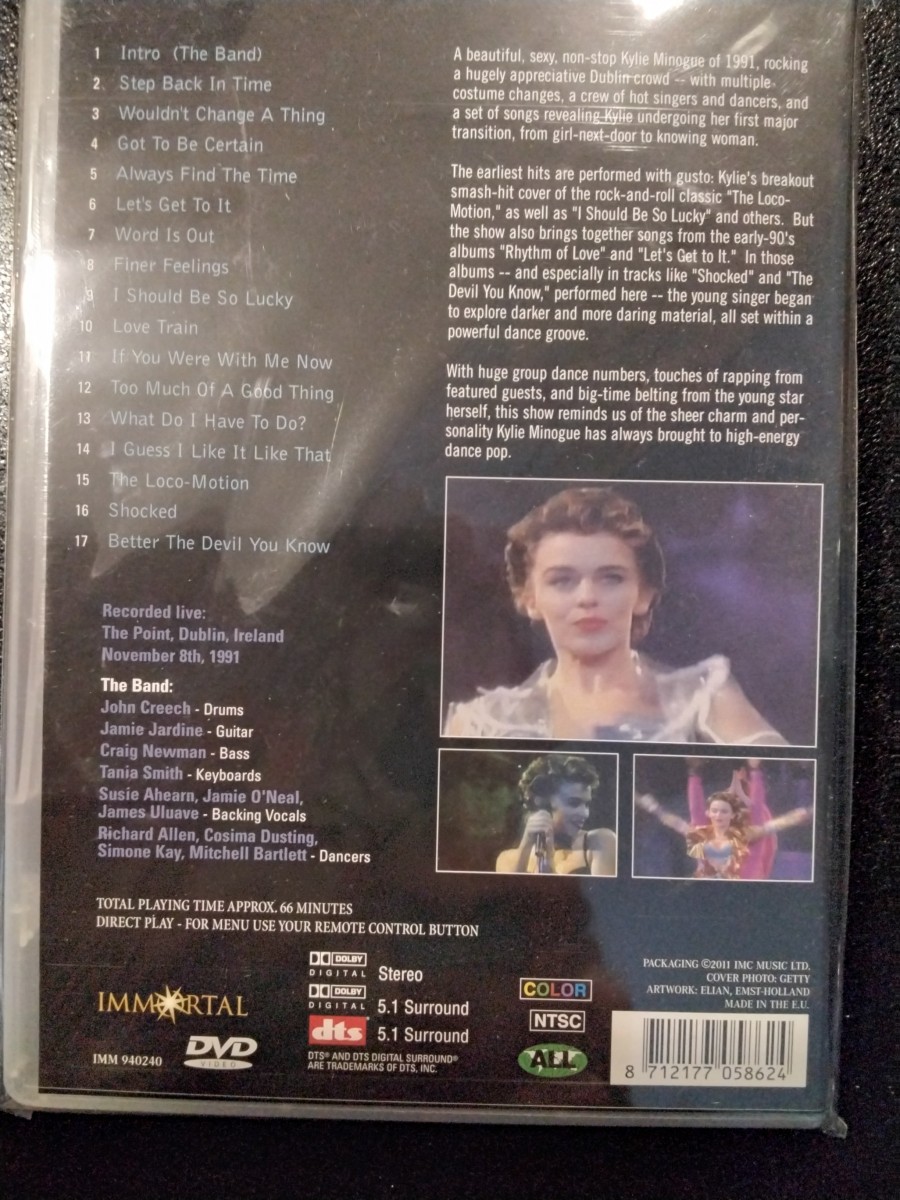 1 Intro (The Band)
2 Step Back In Time
3 Wouldn't Change A Thing
4 Got To Be Certain
5 Always Find The Time
6 Let's Get To It
7 Word Is Out
8 Finer Feelings
9 I Should Be So Lucky
10 Love Train
11 If You Were With Me Now
12 Too Much Of A Good Thing
13 What Do I Have To Do?
14 I Guess I Like It Like That
15 The Loco-Motion
16 Shocked
17 Better The Devil You Know
Recorded live:
The Point, Dublin, Ireland
November 8th, 1991
The Band:
John Creech - Drums
Jamie Jardine - Guitar
Craig Newman - Bass
Tania Smith - Keyboards
Susie Ahearn, Jamie O'Neal,
James Uluave - Backing Vocals
Richard Allen, Cosima Dusting,
Simone Kay, Mitchell Bartlett - Dancers
A beautiful, sexy, non-stop Kylie Minogue of 1991, rocking
a hugely appreciative Dublin crowd -- with multiple
costume changes, a crew of hot singers and dancers, and
a set of songs revealing Kylie undergoing her first major
transition, from girl-next-door to knowing woman.
The earliest hits are performed with gusto: Kylie's breakout
smash-hit cover of the rock-and-roll classic "The Loco-
Motion," as well as "I Should Be So Lucky" and others. But
the show also brings together songs from the early-90's
albums "Rhythm of Love" and "Let's Get to It." In those
albums -- and especially in tracks like "Shocked" and "The
Devil You Know," performed here -- the young singer began
to explore darker and more daring material, all set within a
powerful dance groove.
With huge group dance numbers, touches of rapping from
featured guests, and big-time belting from the young star
herself, this show reminds us of the sheer charm and per-
sonality Kylie Minogue has always brought to high-energy
dance pop.
TOTAL PLAYING TIME APPROX. 66 MINUTES
DIRECT PLAY - FOR MENU USE YOUR REMOTE CONTROL BUTTON
IMMORTAL
IMM 940240
DVD
VIDEO
DOLBY
DIGITAL Stereo
DOLBY
DIGITAL 5.1 Surround
dts 5.1 Surround
DTS® AND DTS DIGITAL SURROUND®
ARE TRADEMARKS OF DTS, INC.
COLOR
NTSC
ALL
PACKAGING ©2011 IMC MUSIC LTD.
COVER PHOTO: GETTY
ARTWORK: ELIAN, EMST-HOLLAND
MADE IN THE E.U.
8 712177 058624